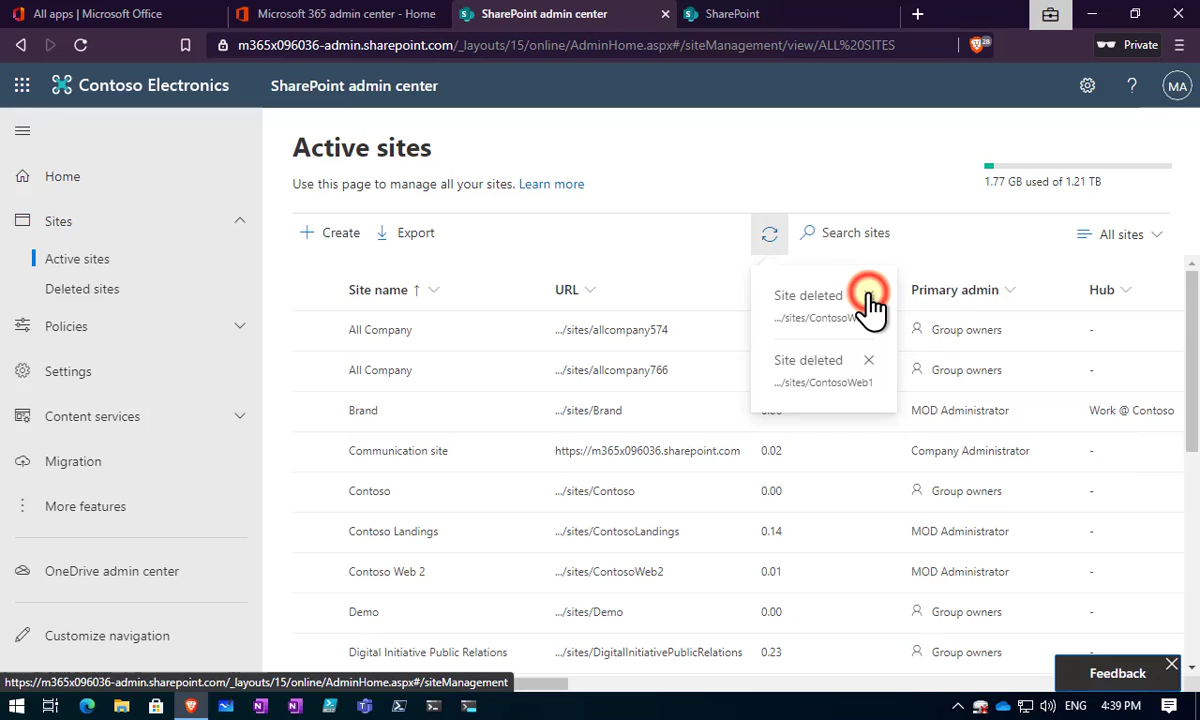 All apps | Microsoft Office
Microsoft 365 admin center - Home
SharePoint admin center
SharePoint
m365x096036-admin.sharepoint.com/_layouts/15/online/AdminHome.aspx#/siteManagement/view/ALL%20SITES
28
Private
Contoso Electronics
SharePoint admin center
?
MA
Home
Sites
Active sites
Deleted sites
Policies
Settings
Content services
Migration
More features
OneDrive admin center
Customize navigation
Active sites
Use this page to manage all your sites. Learn more
1.77 GB used of 1.21 TB
Create
Export
Search sites
All sites
Site name ↑
URL
Primary admin
Hub
Site deleted
.../sites/ContosoW
Site deleted
.../sites/ContosoWeb1
All Company .../sites/allcompany574 Group owners -
All Company .../sites/allcompany766 Group owners -
Brand .../sites/Brand 0.00 MOD Administrator Work @ Contoso
Communication site https://m365x096036.sharepoint.com 0.02 Company Administrator -
Contoso .../sites/Contoso 0.00 Group owners -
Contoso Landings .../sites/ContosoLandings 0.14 MOD Administrator -
Contoso Web 2 .../sites/ContosoWeb2 0.01 MOD Administrator -
Demo .../sites/Demo 0.00 Group owners -
Digital Initiative Public Relations .../sites/DigitalInitiativePublicRelations 0.23 Group owners -
Feedback
https://m365x096036-admin.sharepoint.com/_layouts/15/online/AdminHome.aspx#/siteManagement
ENG
4:39 PM